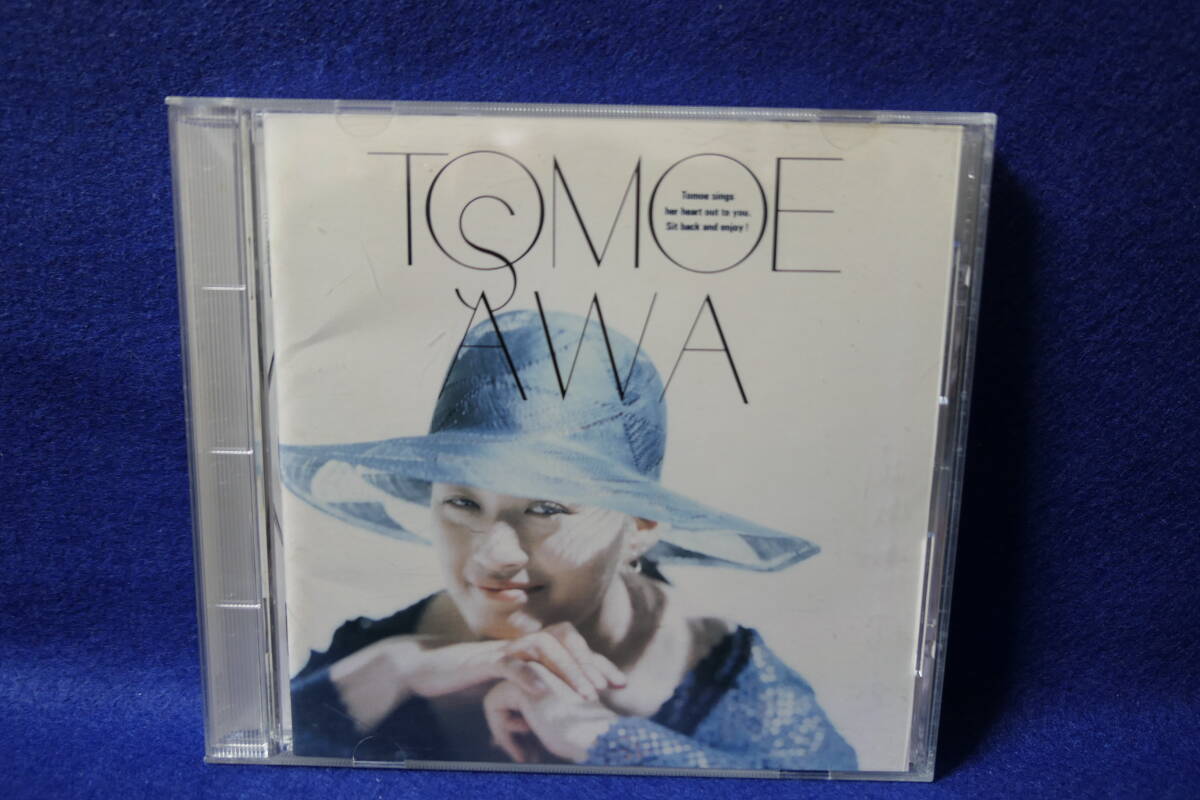 TOMOE
Tomoe sings
her heart out to you.
Sit back and enjoy!
SAWA